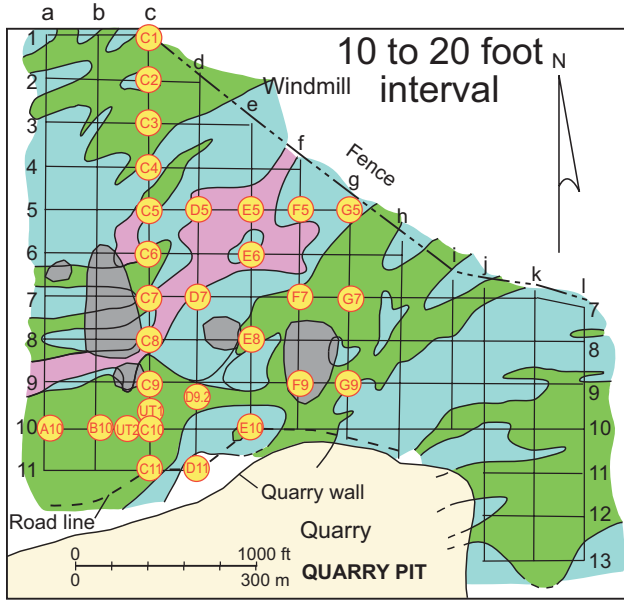 a b c
1 C1
10 to 20 foot
interval
N
2 C2 d
Windmill
e
3 C3
f
Fence
4 C4
g
5 C5 D5 E5 F5 G5
h
6 C6 E6
i j k l
7 C7 D7 F7 G7 7
8 C8 E8 8
9 C9 F9 G9 9
D9.2
UT1
10 A10 B10 UT2 C10 E10 10
11 C11 D11 11
Quarry wall
Road line
12
Quarry
0 1000 ft
0 300 m
QUARRY PIT
13